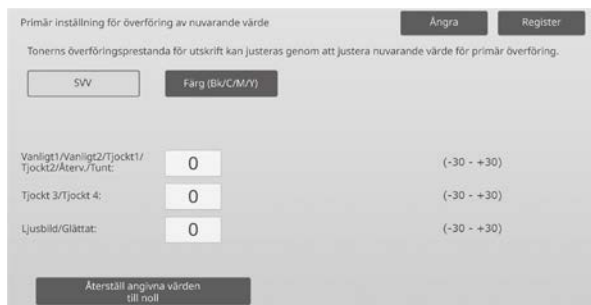 Primär inställning för överföring av nuvarande värde
Ångra
Register
Tonerns överföringsprestanda för utskrift kan justeras genom att justera nuvarande värde för primär överföring.
SVV
Färg (Bk/C/M/Y)
Vanligt1/Vanligt2/Tjockt1/
Tjockt2/Återv./Tunt:
0
(-30 - +30)
Tjockt 3/Tjockt 4:
0
(-30 - +30)
Ljusbild/Glättat:
0
(-30 - +30)
Återställ angivna värden
till noll